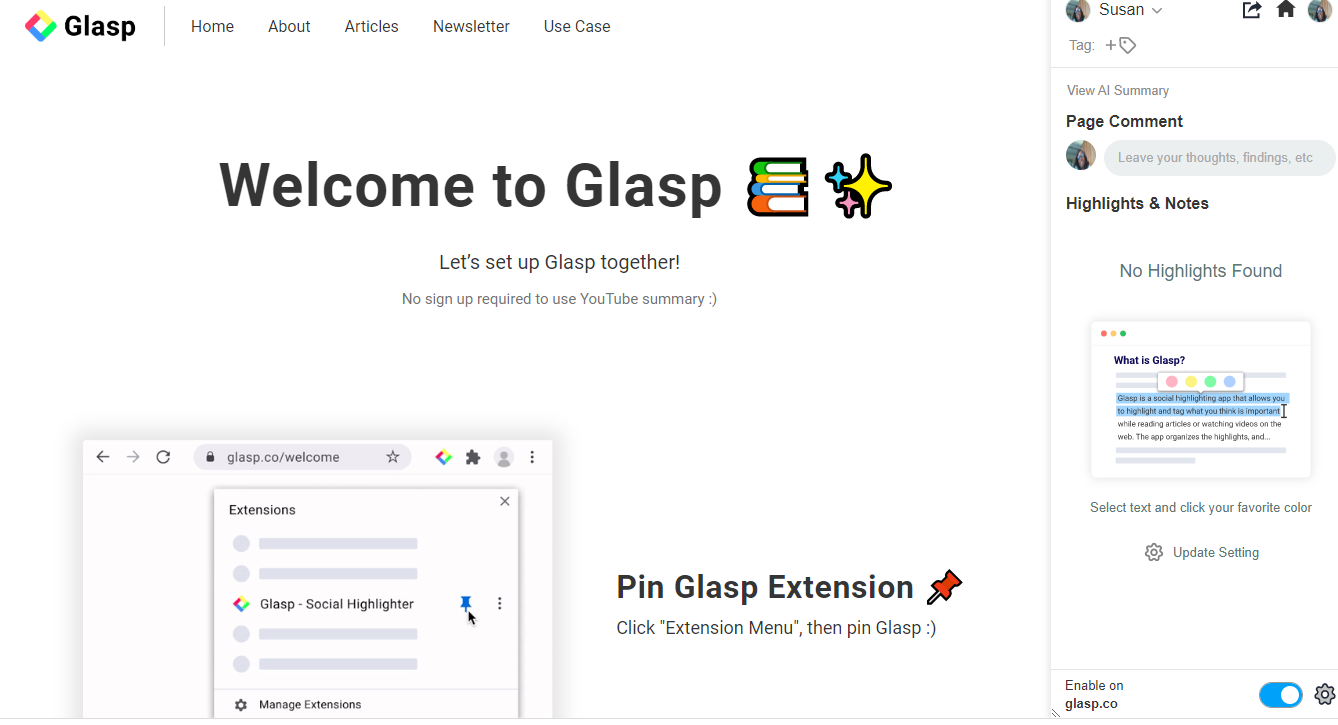 Glasp
Home
About
Articles
Newsletter
Use Case
Welcome to Glasp
Let’s set up Glasp together!
No sign up required to use YouTube summary :)
glasp.co/welcome
Extensions
Glasp - Social Highlighter
Manage Extensions
Pin Glasp Extension
Click "Extension Menu", then pin Glasp :)
Susan
Tag:
View AI Summary
Page Comment
Leave your thoughts, findings, etc
Highlights & Notes
No Highlights Found
What is Glasp?
Glasp is a social highlighting app that allows you
to highlight and tag what you think is important
while reading articles or watching videos on the
web. The app organizes the highlights, and...
Select text and click your favorite color
Update Setting
Enable on
glasp.co